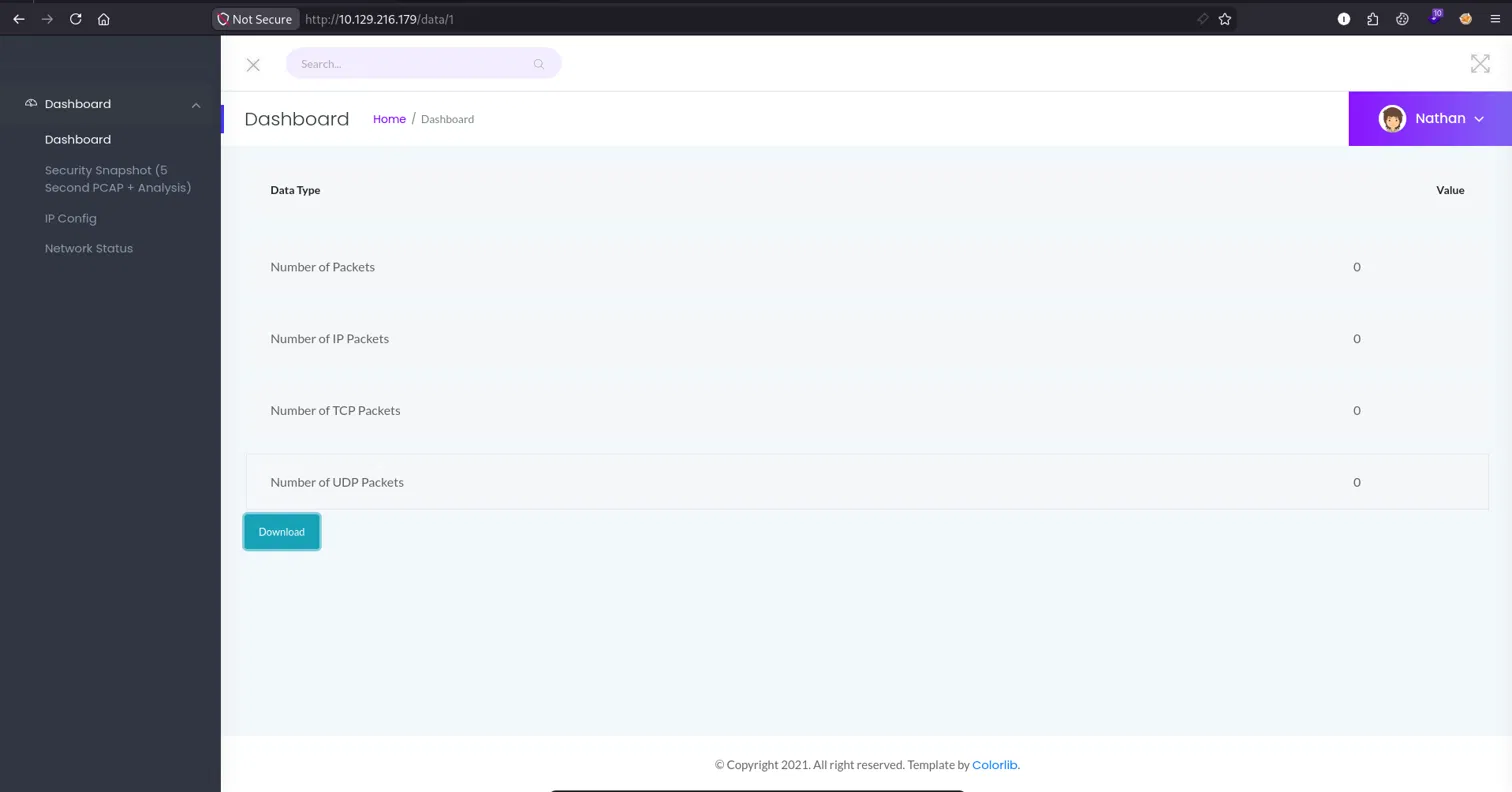 Not Secure http://10.129.216.179/data/1
10
Search...
Dashboard
Dashboard
Security Snapshot (5
Second PCAP + Analysis)
IP Config
Network Status
Dashboard Home / Dashboard
Nathan
Data Type Value
Number of Packets 0
Number of IP Packets 0
Number of TCP Packets 0
Number of UDP Packets 0
Download
© Copyright 2021. All right reserved. Template by Colorlib.